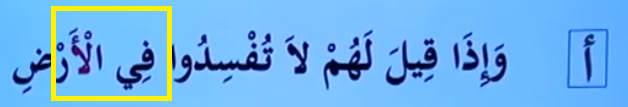 أ وَإِذَا قِيلَ لَهُمْ لاَ تُفْسِدُوا فِي الْأَرْضِ